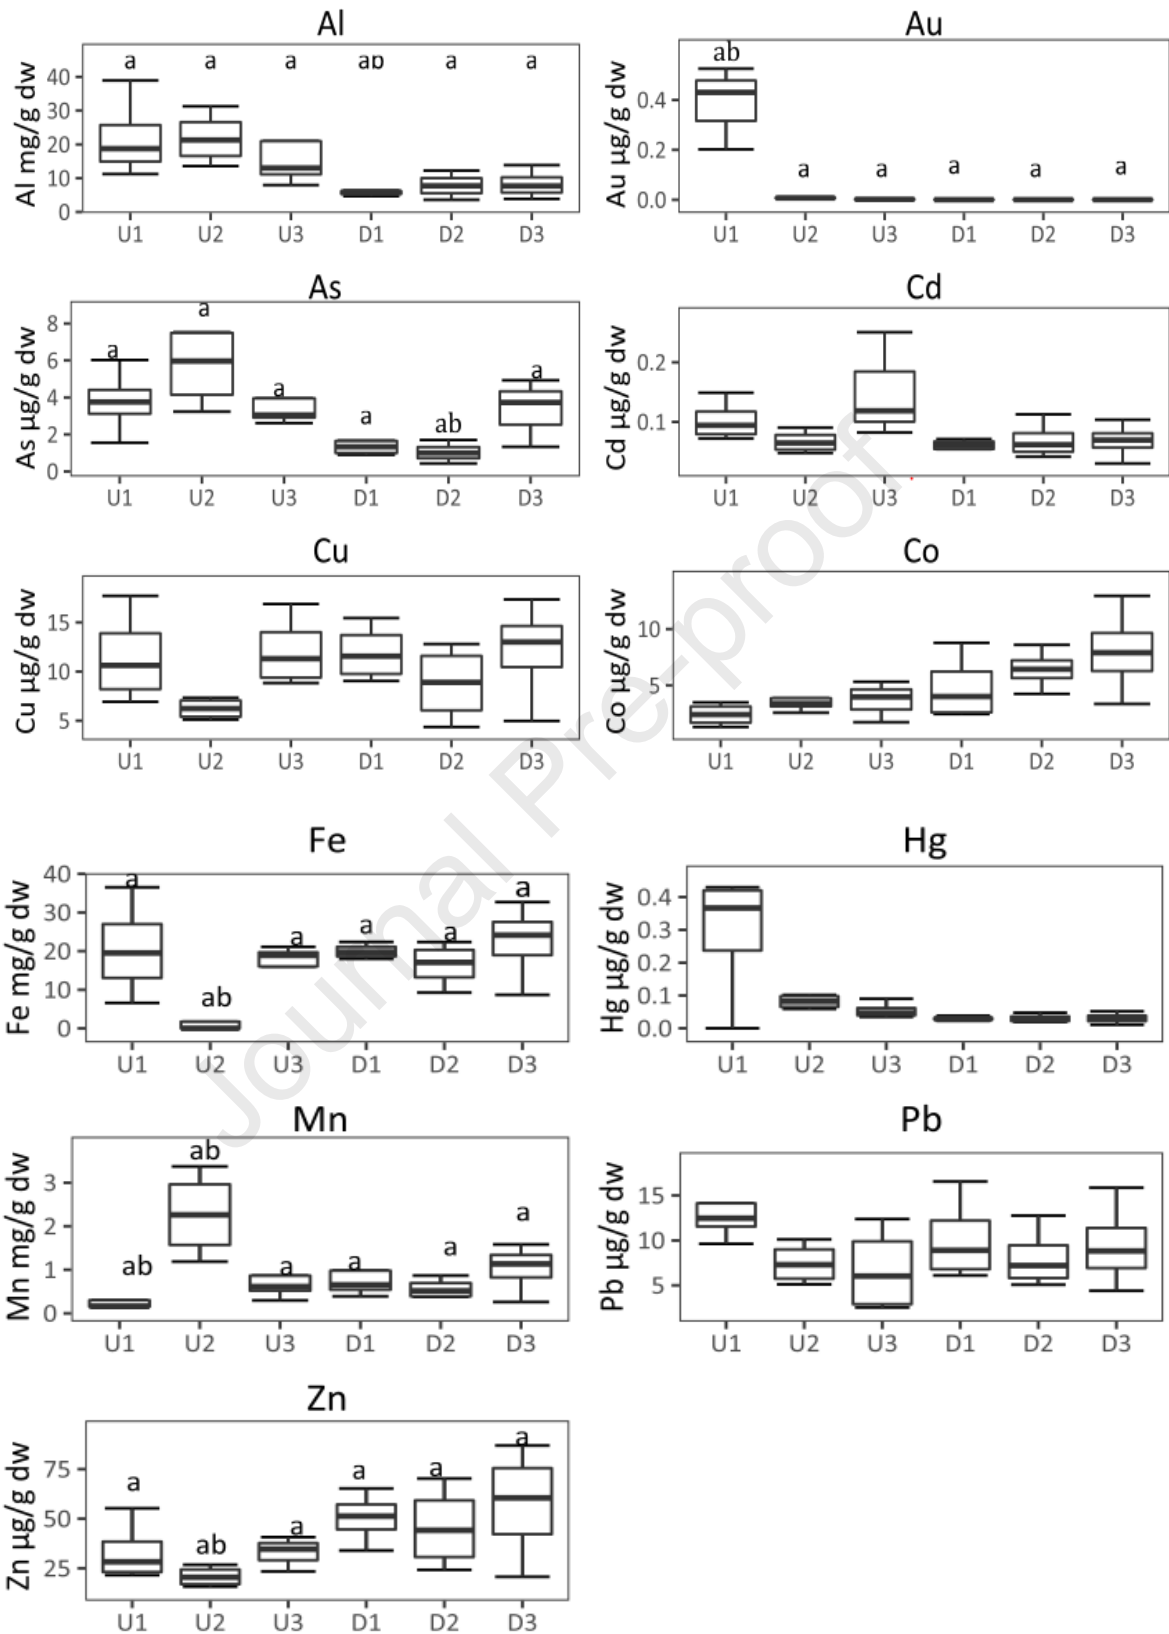 Al
Al mg/g dw
40
30
20
10
0
a a a ab a a
U1 U2 U3 D1 D2 D3
Au
Au µg/g dw
0.4
0.2
0.0
ab a a a a a
U1 U2 U3 D1 D2 D3
As
As µg/g dw
8
6
4
2
0
a a a a ab a
U1 U2 U3 D1 D2 D3
Cd
Cd µg/g dw
0.2
0.1
U1 U2 U3 D1 D2 D3
Cu
Cu µg/g dw
15
10
5
U1 U2 U3 D1 D2 D3
Co
Co µg/g dw
10
5
U1 U2 U3 D1 D2 D3
Fe
Fe mg/g dw
40
30
20
10
0
a ab a a a a
U1 U2 U3 D1 D2 D3
Hg
Hg µg/g dw
0.4
0.3
0.2
0.1
0.0
U1 U2 U3 D1 D2 D3
Mn
Mn mg/g dw
3
2
1
0
ab ab a a a a
U1 U2 U3 D1 D2 D3
Pb
Pb µg/g dw
15
10
5
U1 U2 U3 D1 D2 D3
Zn
Zn µg/g dw
75
50
25
a ab a a a a
U1 U2 U3 D1 D2 D3
Journal Pre-proof